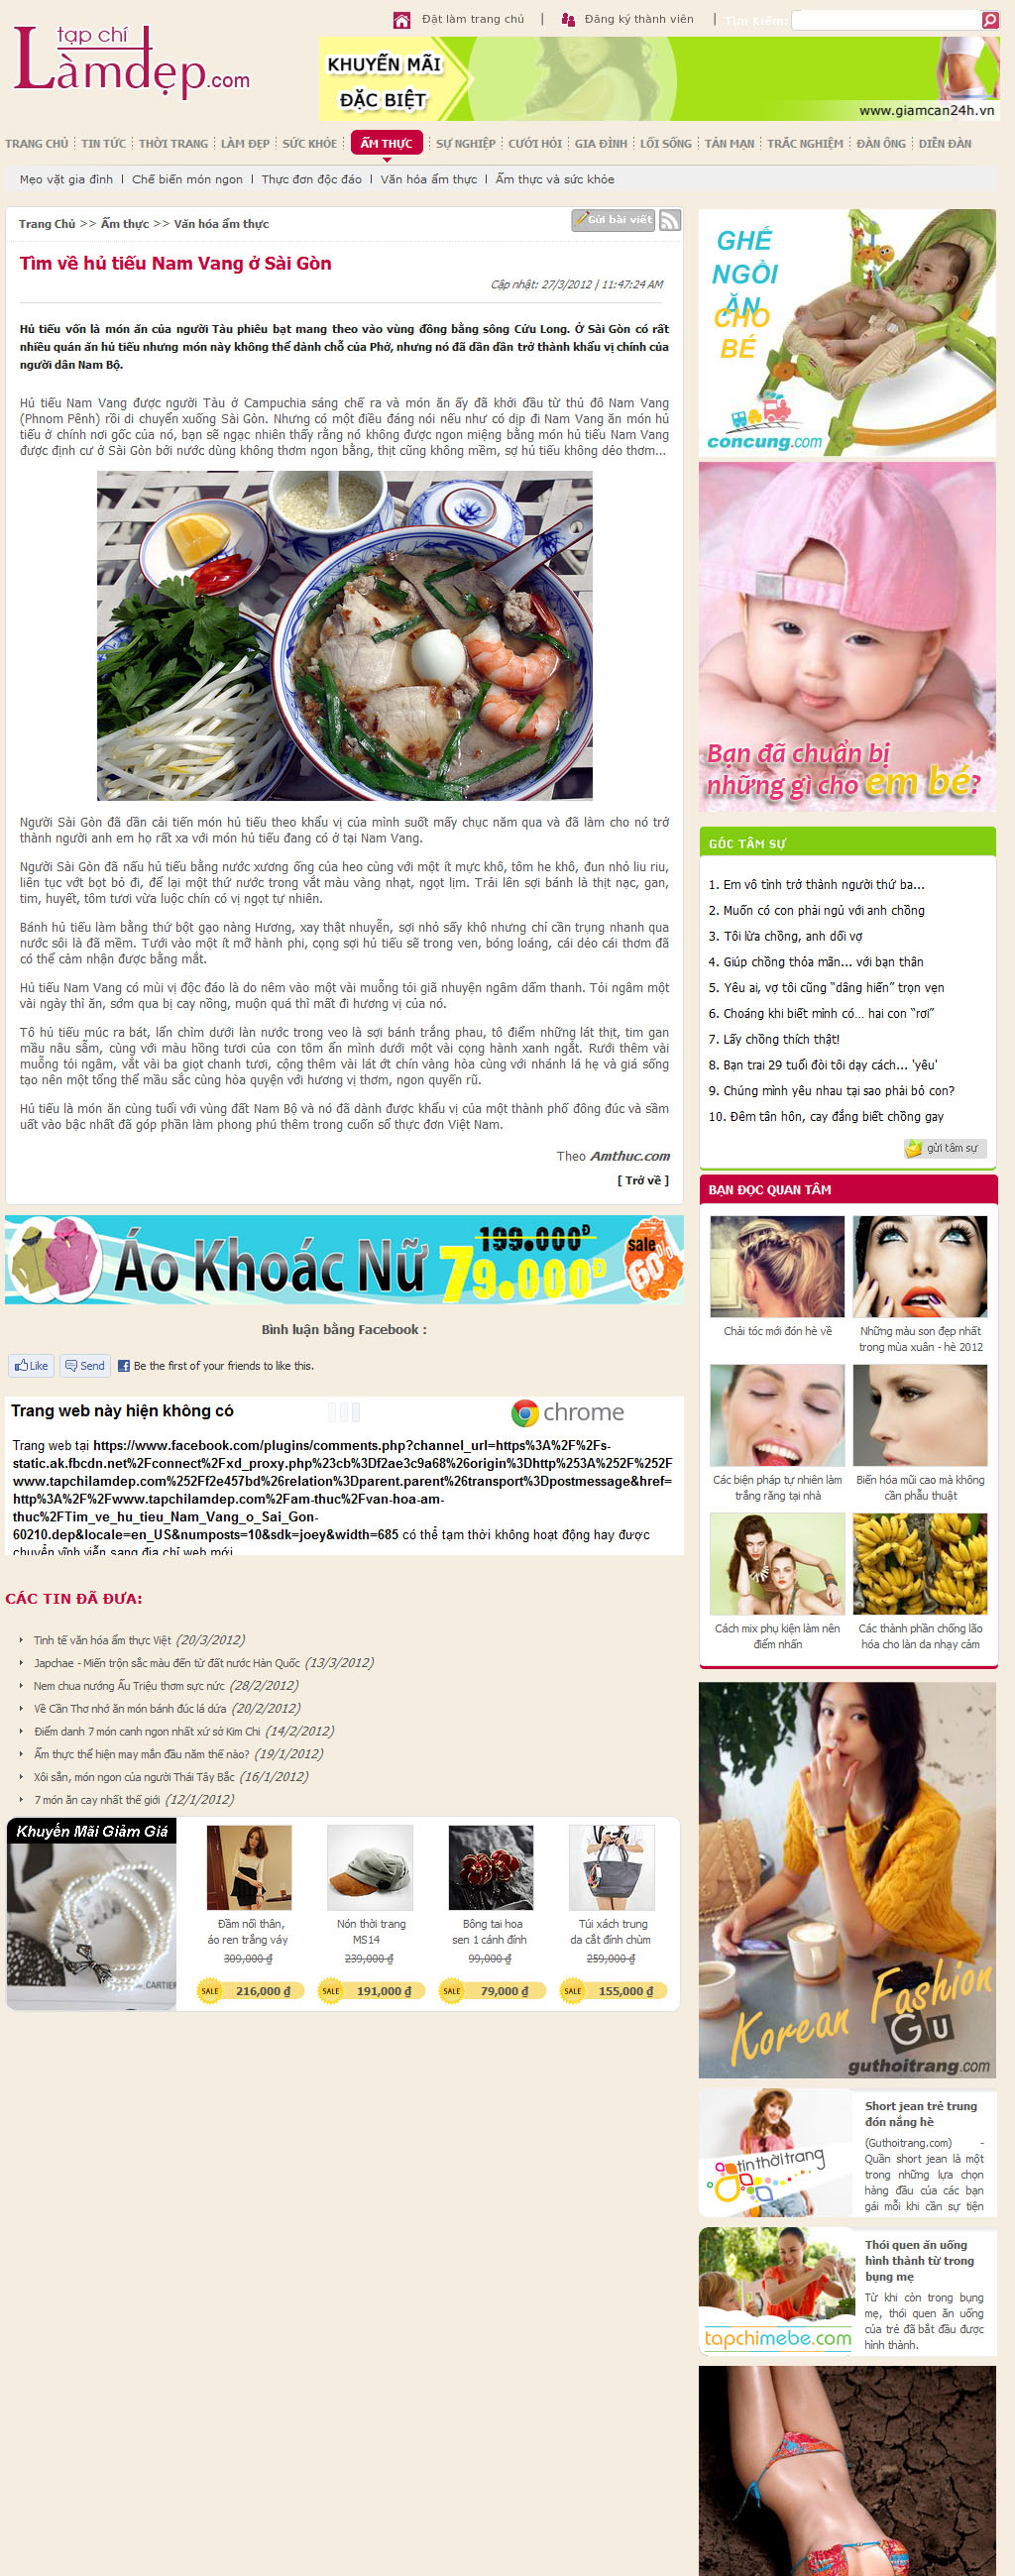 tạp chí
Làmđẹp.com
Đặt làm trang chủ | Đăng ký thành viên | Tìm Kiếm:
KHUYẾN MÃI
ĐẶC BIỆT
www.giamcan24h.vn
TRANG CHỦ TIN TỨC THỜI TRANG LÀM ĐẸP SỨC KHỎE ẨM THỰC SỰ NGHIỆP CƯỚI HỎI GIA ĐÌNH LỐI SỐNG TẢN MẠN TRẮC NGHIỆM ĐÀN ÔNG DIỄN ĐÀN
Mẹo vặt gia đình | Chế biến món ngon | Thực đơn độc đáo | Văn hóa ẩm thực | Ẩm thực và sức khỏe
Trang Chủ >> Ẩm thực >> Văn hóa ẩm thực
Gửi bài viết
Tìm về hủ tiếu Nam Vang ở Sài Gòn
Cập nhật: 27/3/2012 | 11:47:24 AM
Hủ tiếu vốn là món ăn của người Tàu phiêu bạt mang theo vào vùng đồng bằng sông Cửu Long. Ở Sài Gòn có rất
nhiều quán ăn hủ tiếu nhưng món này không thể dành chỗ của Phở, nhưng nó đã dần dần trở thành khẩu vị chính của
người dân Nam Bộ.
Hủ tiếu Nam Vang được người Tàu ở Campuchia sáng chế ra và món ăn ấy đã khởi đầu từ thủ đô Nam Vang
(Phnom Pênh) rồi di chuyển xuống Sài Gòn. Nhưng có một điều đáng nói nếu như có dịp đi Nam Vang ăn món hủ
tiếu ở chính nơi gốc của nó, bạn sẽ ngạc nhiên thấy rằng nó không được ngon miệng bằng món hủ tiếu Nam Vang
được định cư ở Sài Gòn bởi nước dùng không thơm ngon bằng, thịt cũng không mềm, sợ hủ tiếu không dẻo thơm...
Người Sài Gòn đã dần cải tiến món hủ tiếu theo khẩu vị của mình suốt mấy chục năm qua và đã làm cho nó trở
thành người anh em họ rất xa với món hủ tiếu đang có ở tại Nam Vang.
Người Sài Gòn đã nấu hủ tiếu bằng nước xương ống của heo cùng với một ít mực khô, tôm he khô, đun nhỏ liu riu,
liên tục vớt bọt bỏ đi, để lại một thứ nước trong vắt màu vàng nhạt, ngọt lịm. Trải lên sợi bánh là thịt nạc, gan,
tim, huyết, tôm tươi vừa luộc chín có vị ngọt tự nhiên.
Bánh hủ tiếu làm bằng thứ bột gạo nàng Hương, xay thật nhuyễn, sợi nhỏ sấy khô nhưng chỉ cần trụng nhanh qua
nước sôi là đã mềm. Tưới vào một ít mỡ hành phi, cọng sợi hủ tiếu sẽ trong ven, bóng loáng, cái dẻo cái thơm đã
có thể cảm nhận được bằng mắt.
Hủ tiếu Nam Vang có mùi vị độc đáo là do nêm vào một vài muỗng tỏi giã nhuyện ngâm dấm thanh. Tỏi ngâm một
vài ngày thì ăn, sớm quá bị cay nồng, muộn quá thì mất đi hương vị của nó.
Tô hủ tiếu múc ra bát, lẩn chìm dưới làn nước trong veo là sợi bánh trắng phau, tô điểm những lát thịt, tim gan
mầu nâu sẫm, cùng với màu hồng tươi của con tôm ẩn mình dưới một vài cọng hành xanh ngắt. Rưới thêm vài
muỗng tỏi ngâm, vắt vài ba giọt chanh tươi, cộng thêm vài lát ớt chín vàng hòa cùng với nhánh lá hẹ và giá sống
tạo nên một tổng thể mầu sắc cùng hòa quyện với hương vị thơm, ngon quyến rũ.
Hủ tiếu là món ăn cùng tuổi với vùng đất Nam Bộ và nó đã dành được khẩu vị của một thành phố đông đúc và sầm
uất vào bậc nhất đã góp phần làm phong phú thêm trong cuốn sổ thực đơn Việt Nam.
Theo Amthuc.com
[ Trở về ]
Áo Khoác Nữ 199.000Đ 79.000Đ sale 60%
Bình luận bằng Facebook :
Like Send Be the first of your friends to like this.
Trang web này hiện không có
chrome
Trang web tại https://www.facebook.com/plugins/comments.php?channel_url=https%3A%2F%2Fs-
static.ak.fbcdn.net%2Fconnect%2Fxd_proxy.php%23cb%3Df2ae3c9a68%26origin%3Dhttp%253A%252F%252F
www.tapchilamdep.com%252Ff2e457bd%26relation%3Dparent.parent%26transport%3Dpostmessage&href=
http%3A%2F%2Fwww.tapchilamdep.com%2Fam-thuc%2Fvan-hoa-am-
thuc%2FTim_ve_hu_tieu_Nam_Vang_o_Sai_Gon-
60210.dep&locale=en_US&numposts=10&sdk=joey&width=685 có thể tạm thời không hoạt động hay được
chuyển vĩnh viễn sang địa chỉ web mới
CÁC TIN ĐÃ ĐƯA:
Tinh tế văn hóa ẩm thực Việt (20/3/2012)
Japchae - Miến trộn sắc màu đến từ đất nước Hàn Quốc (13/3/2012)
Nem chua nướng Ấu Triệu thơm sực nức (28/2/2012)
Về Cần Thơ nhớ ăn món bánh đúc lá dứa (20/2/2012)
Điểm danh 7 món canh ngon nhất xứ sở Kim Chi (14/2/2012)
Ẩm thực thể hiện may mắn đầu năm thế nào? (19/1/2012)
Xôi sắn, món ngon của người Thái Tây Bắc (16/1/2012)
7 món ăn cay nhất thế giới (12/1/2012)
Khuyến Mãi Giảm Giá
CARTIER
Đầm nối thân,
áo ren trắng váy
309,000 ₫
SALE 216,000 ₫
Nón thời trang
MS14
239,000 ₫
SALE 191,000 ₫
Bông tai hoa
sen 1 cánh đính
99,000 ₫
SALE 79,000 ₫
Túi xách trung
da cắt đính chùm
259,000 ₫
SALE 155,000 ₫
GHẾ
NGỒI
ĂN
CHO
BÉ
concung.com
Bạn đã chuẩn bị
những gì cho em bé?
GÓC TÂM SỰ
1. Em vô tình trở thành người thứ ba...
2. Muốn có con phải ngủ với anh chồng
3. Tôi lừa chồng, anh dối vợ
4. Giúp chồng thỏa mãn... với bạn thân
5. Yêu ai, vợ tôi cũng “dâng hiến” trọn vẹn
6. Choáng khi biết mình có... hai con “rơi”
7. Lấy chồng thích thật!
8. Bạn trai 29 tuổi đòi tôi dạy cách... 'yêu'
9. Chúng mình yêu nhau tại sao phải bỏ con?
10. Đêm tân hôn, cay đắng biết chồng gay
gửi tâm sự
BẠN ĐỌC QUAN TÂM
Chải tóc mới đón hè về
Những màu son đẹp nhất
trong mùa xuân - hè 2012
Các biện pháp tự nhiên làm
trắng răng tại nhà
Biến hóa mũi cao mà không
cần phẫu thuật
Cách mix phụ kiện làm nên
điểm nhấn
Các thành phần chống lão
hóa cho làn da nhạy cảm
Korean Fashion
Gu
guthoitrang.com
tinthờitrang
Short jean trẻ trung
đón nắng hè
(Guthoitrang.com) -
Quần short jean là một
trong những lựa chọn
hàng đầu của các bạn
gái mỗi khi cần sự tiện
tapchimebe.com
Thói quen ăn uống
hình thành từ trong
bụng mẹ
Từ khi còn trong bụng
mẹ, thói quen ăn uống
của trẻ đã bắt đầu được
hình thành.